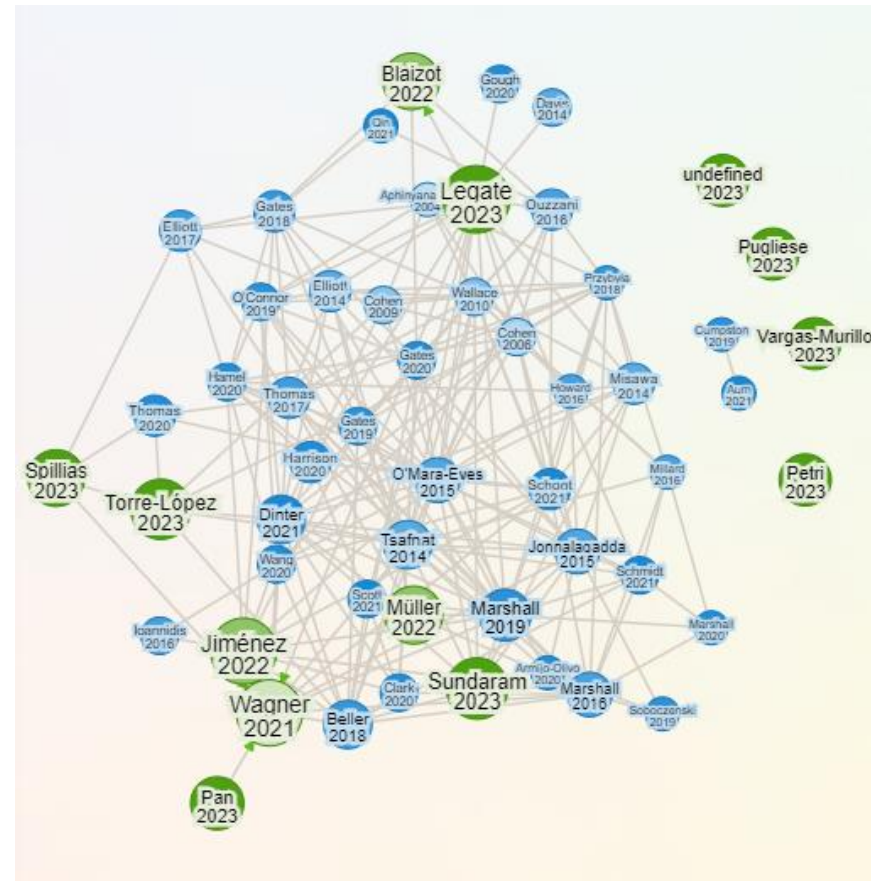 Blaizot
2022
Gough
2020
Davis
2014
Qin
2021
undefined
2023
Aphinyana
2004
Legate
2023
Ouzzani
2016
Gates
2018
Elliott
2017
Pugliese
2023
O'Connor
2019
Elliott
2014
Cohen
2009
Wallace
2010
Przybyła
2018
Cohen
2006
Cumpston
2019
Vargas-Murillo
2023
Gates
2020
Hamel
2020
Thomas
2017
Howard
2016
Misawa
2014
Aum
2021
Thomas
2020
Gates
2019
Harrison
2020
Spillias
2023
O'Mara-Eves
2015
Schoot
2021
Millard
2016
Petri
2023
Torre-López
2023
Dinter
2021
Tsafnat
2014
Jonnalagadda
2015
Wang
2020
Schmidt
2021
Scott
2021
Müller
2022
Marshall
2019
Ioannidis
2016
Marshall
2020
Jiménez
2022
Armijo-Olivo
2020
Clark
2020
Sundaram
2023
Marshall
2016
Wagner
2021
Beller
2018
Soboczenski
2019
Pan
2023